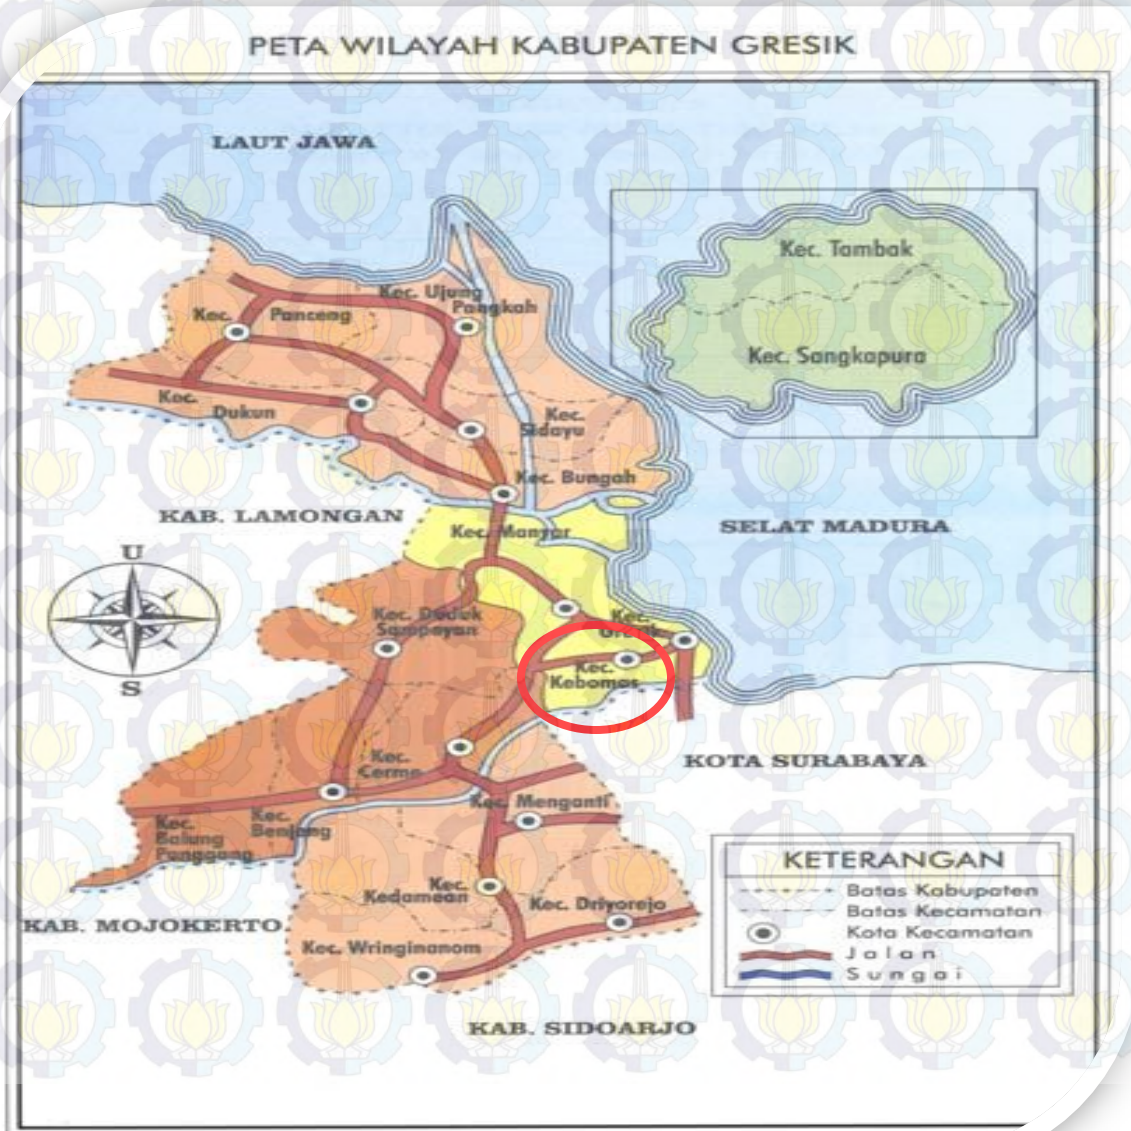 PETA WILAYAH KABUPATEN GRESIK
LAUT JAWA
Kec. Tambak
Kec. Sangkapura
Kec. Ujung
Pangkah
Kec. Panceng
Kec.
Dukun
Kec.
Sidayu
Kec. Bungah
KAB. LAMONGAN
Kec. Manyar
SELAT MADURA
U
S
Kec. Duduk
Sampeyan
Kec.
Gresik
Kec.
Kebomas
KOTA SURABAYA
Kec.
Cerme
Kec. Menganti
Kec.
Benjeng
Kec.
Balung
Panggang
Kec.
Kedamean
Kec. Driyorejo
KAB. MOJOKERTO
Kec. Wringinanom
KAB. SIDOARJO
KETERANGAN
Batas Kabupaten
Batas Kecamatan
Kota Kecamatan
Jalan
Sungai